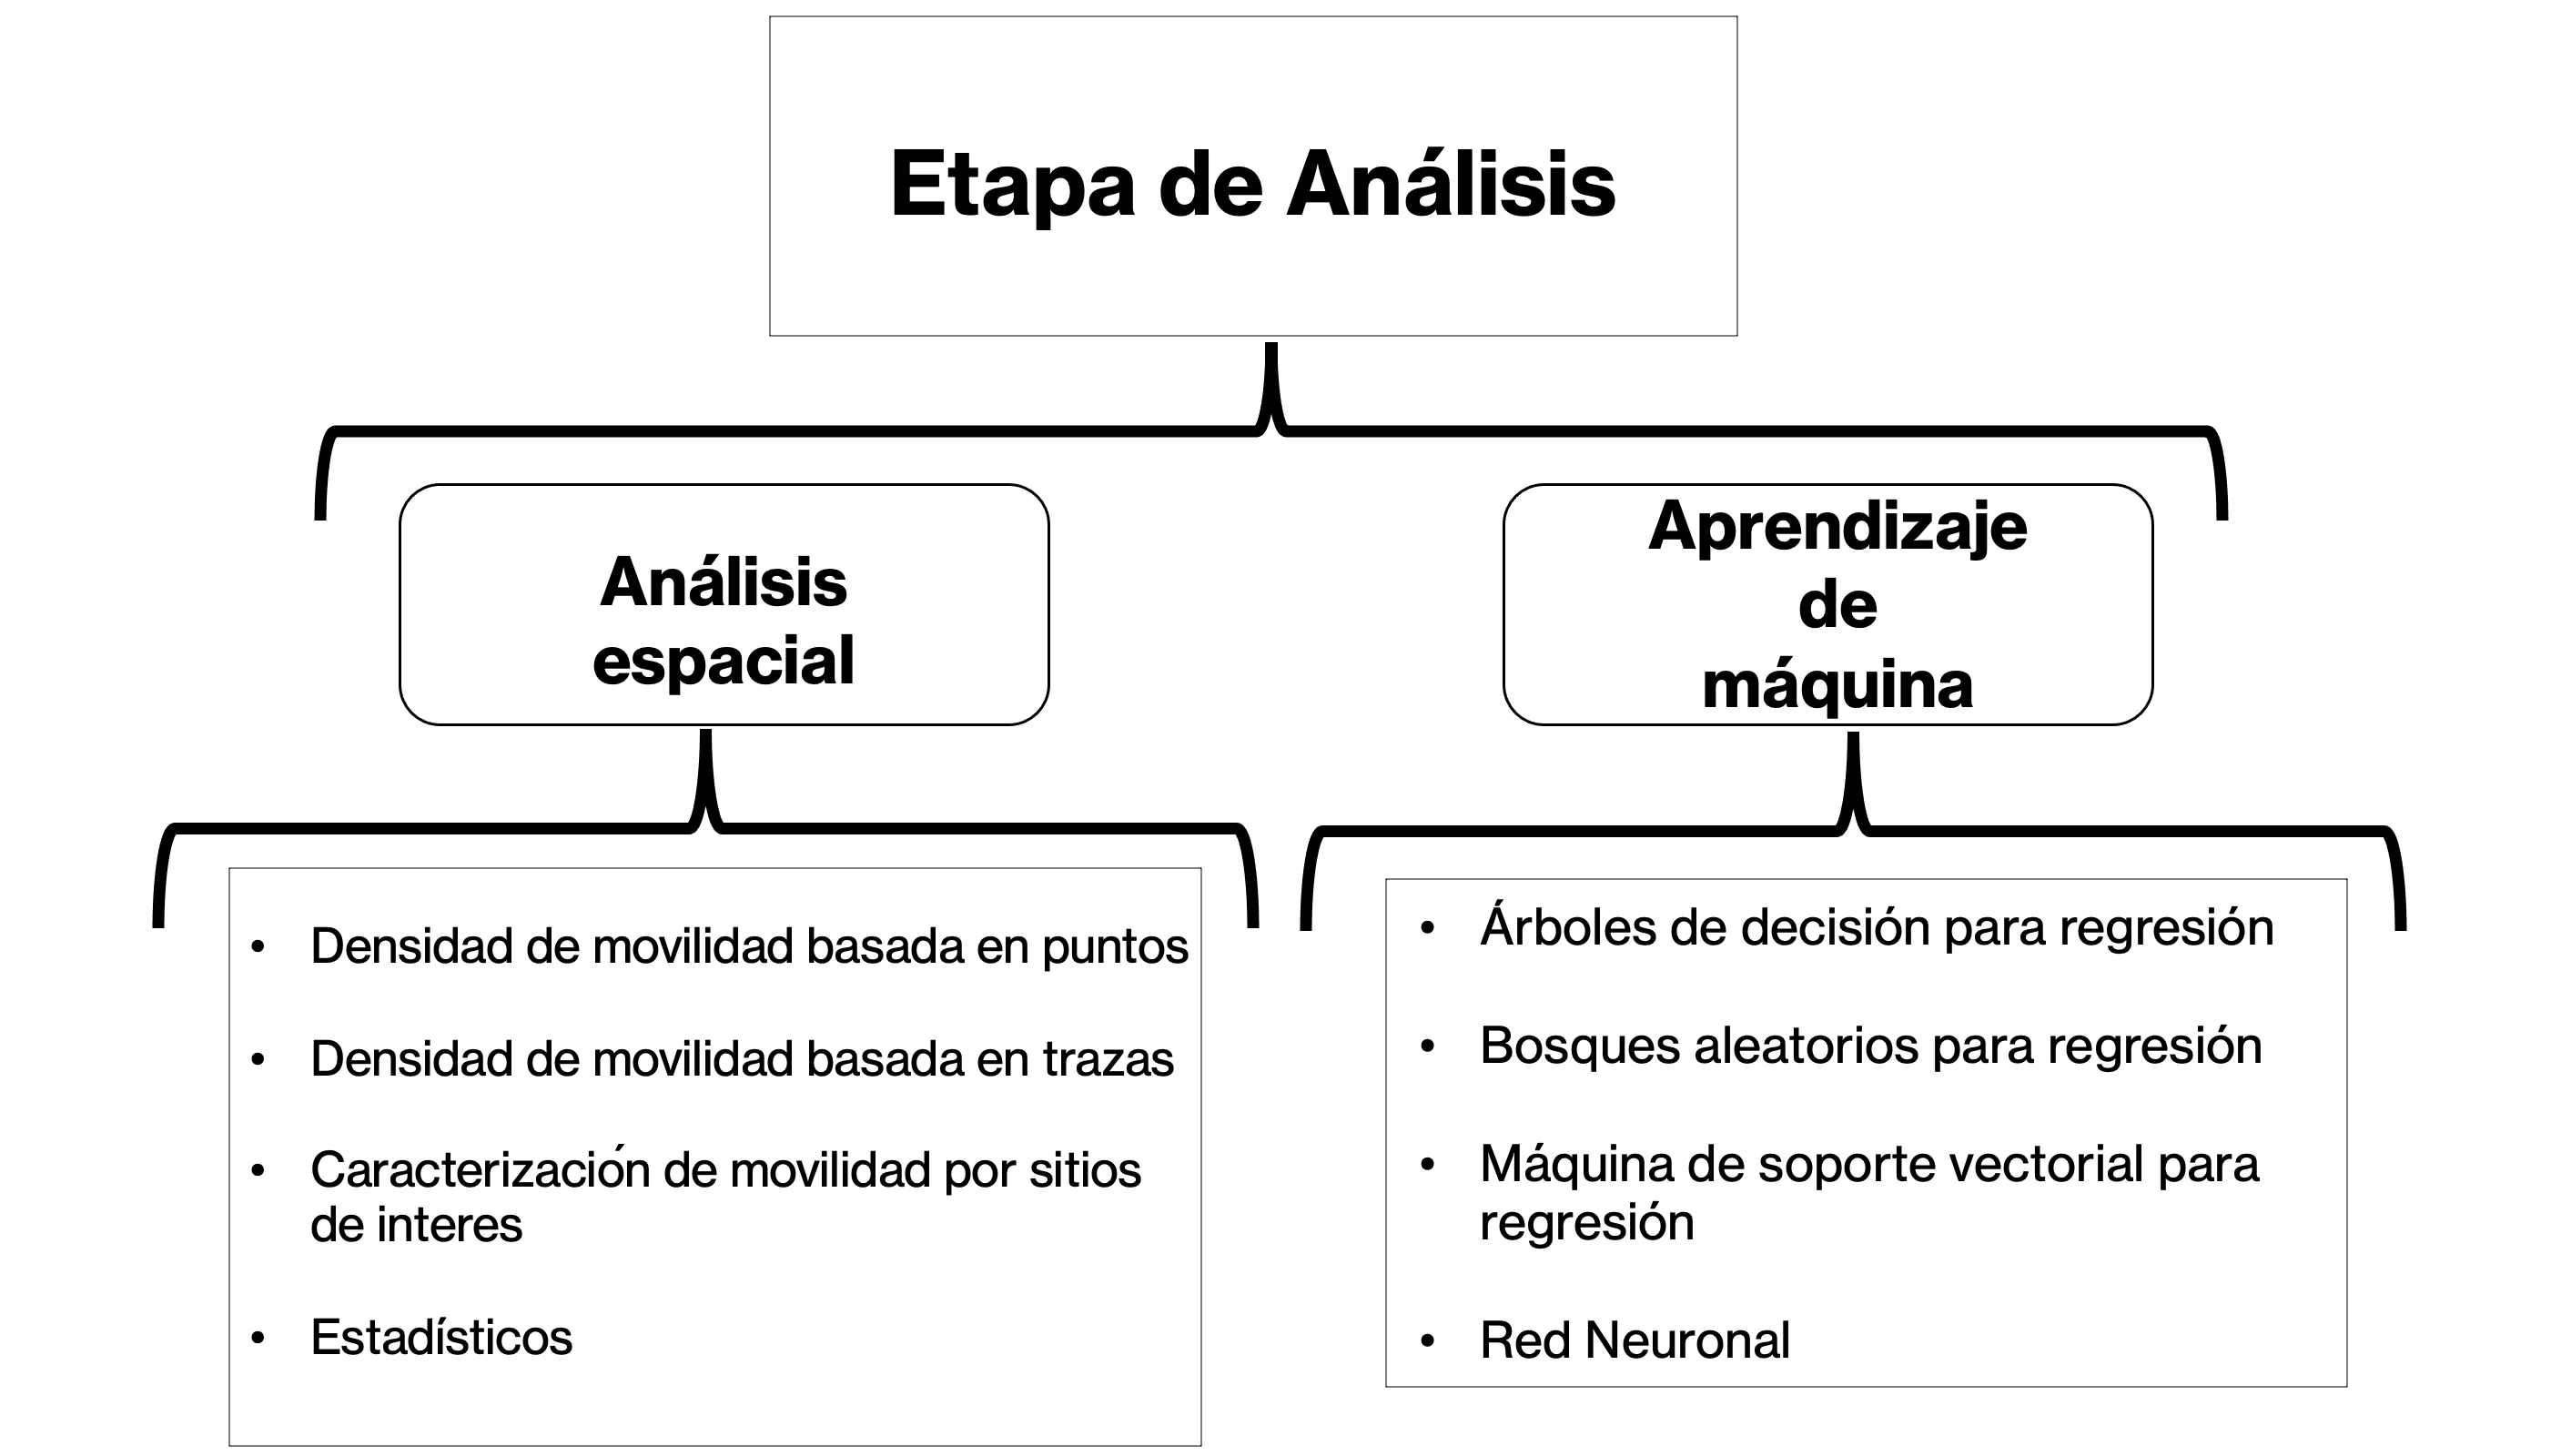 Etapa de Análisis
Análisis
espacial
Aprendizaje
de
máquina
• Densidad de movilidad basada en puntos
• Densidad de movilidad basada en trazas
• Caracterización de movilidad por sitios
de interes
• Estadísticos
• Árboles de decisión para regresión
• Bosques aleatorios para regresión
• Máquina de soporte vectorial para
regresión
• Red Neuronal